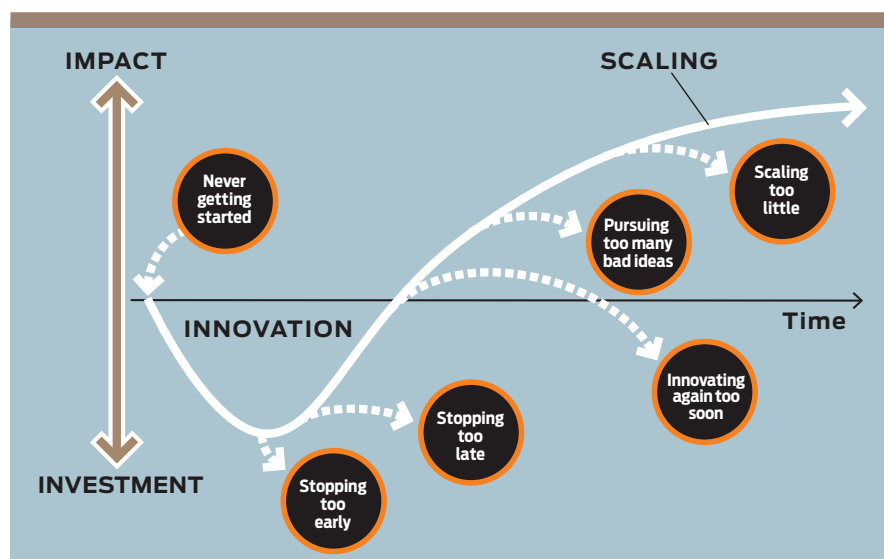 IMPACT
SCALING
Never
getting
started
Scaling
too
little
Pursuing
too many
bad ideas
INNOVATION
Time
Innovating
again too
soon
Stopping
too
late
INVESTMENT
Stopping
too
early